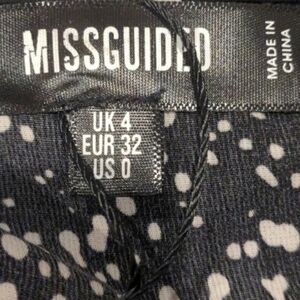 MISSGUIDED
MADE IN
CHINA
UK 4
EUR 32
US 0